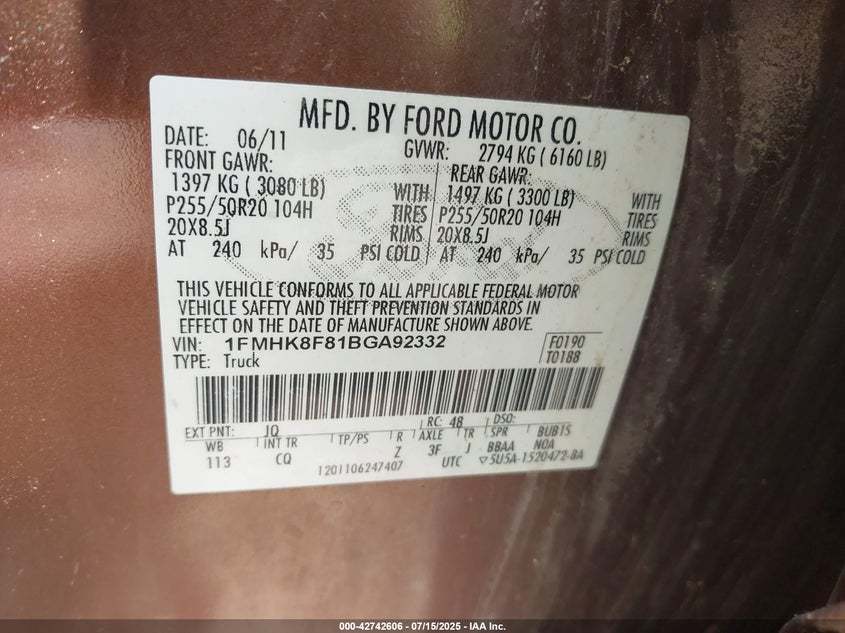 MFD. BY FORD MOTOR CO.
DATE: 06/11 GVWR: 2794 KG ( 6160 LB)
FRONT GAWR: REAR GAWR:
1397 KG ( 3080 LB) WITH 1497 KG ( 3300 LB) WITH
P255/50R20 104H TIRES P255/50R20 104H TIRES
20X8.5J RIMS 20X8.5J RIMS
AT 240 kPa/ 35 PSI COLD AT 240 kPa/ 35 PSI COLD
THIS VEHICLE CONFORMS TO ALL APPLICABLE FEDERAL MOTOR
VEHICLE SAFETY AND THEFT PREVENTION STANDARDS IN
EFFECT ON THE DATE OF MANUFACTURE SHOWN ABOVE.
VIN: 1FMHK8F81BGA92332 F0190
TYPE: Truck T0188
EXT PNT: JQ RC: 48 DSO:
WB INT TR TP/PS R AXLE TR SPR BUB1S
113 CQ Z 3F J BBAA NOA
1201106247407 UTC 5U5A-1520472-BA
000-42742606 - 07/15/2025 - IAA Inc.